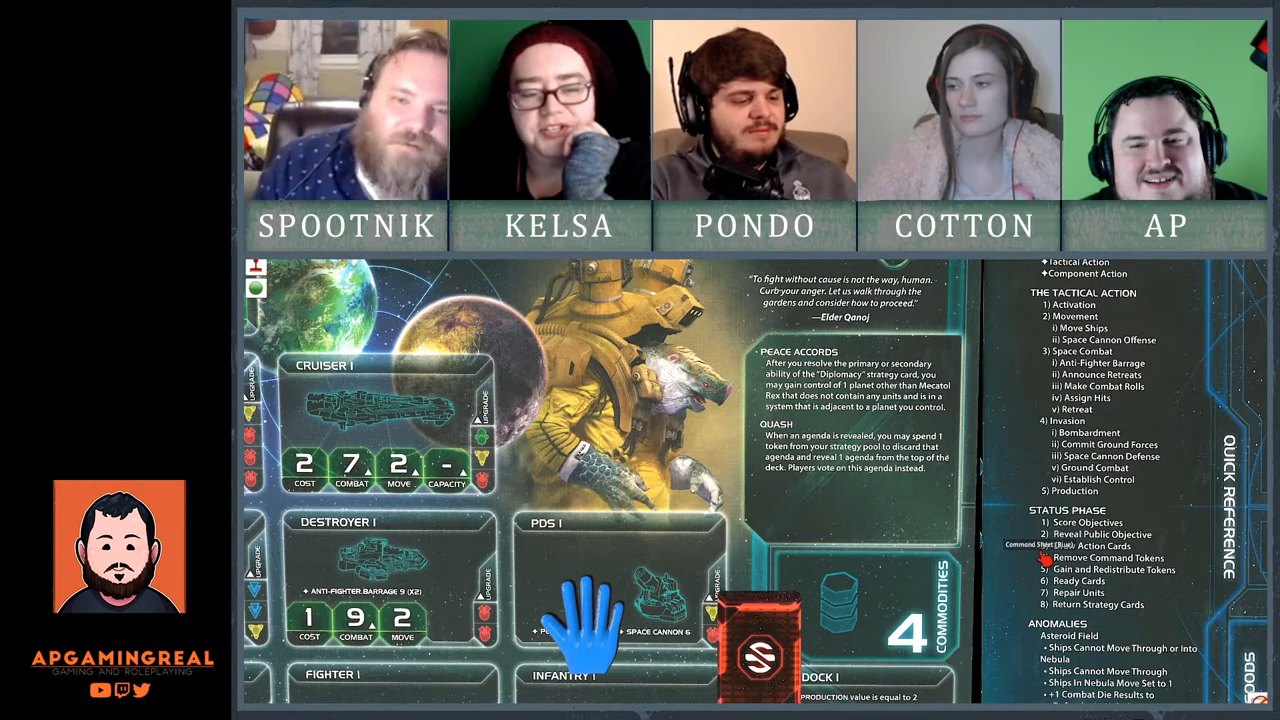 SPOOTNIK
KELSA
PONDO
COTTON
AP
"To fight without cause is not the way, human.
Curb your anger. Let us walk through the
gardens and consider how to proceed."
—Elder Qanoj
PEACE ACCORDS
After you resolve the primary or secondary
ability of the "Diplomacy" strategy card, you
may gain control of 1 planet other than Mecatol
Rex that does not contain any units and is in a
system that is adjacent to a planet you control.
QUASH
When an agenda is revealed, you may spend 1
token from your strategy pool to discard that
agenda and reveal 1 agenda from the top of the
deck. Players vote on this agenda instead.
UPGRADE
CRUISER I
UPGRADE
2 7 2 -
COST COMBAT MOVE CAPACITY
UPGRADE
DESTROYER I
UPGRADE
✦ ANTI-FIGHTER BARRAGE 9 (X2)
1 9 2
COST COMBAT MOVE
PDS I
UPGRADE
✦ SPACE CANNON 6
4
COMMODITIES
FIGHTER I
INFANTRY I
DOCK I
PRODUCTION value is equal to 2
✦Tactical Action
✦Component Action
THE TACTICAL ACTION
1) Activation
2) Movement
i) Move Ships
ii) Space Cannon Offense
3) Space Combat
i) Anti-Fighter Barrage
ii) Announce Retreats
iii) Make Combat Rolls
iv) Assign Hits
v) Retreat
4) Invasion
i) Bombardment
ii) Commit Ground Forces
iii) Space Cannon Defense
v) Ground Combat
vi) Establish Control
5) Production
STATUS PHASE
1) Score Objectives
2) Reveal Public Objective
Action Cards
Remove Command Tokens
Gain and Redistribute Tokens
6) Ready Cards
7) Repair Units
8) Return Strategy Cards
ANOMALIES
Asteroid Field
• Ships Cannot Move Through or Into
Nebula
• Ships Cannot Move Through
• Ships In Nebula Move Set to 1
• +1 Combat Die Results to
Command Sheet
QUICK REFERENCE
APGAMINGREAL
GAMING AND ROLEPLAYING